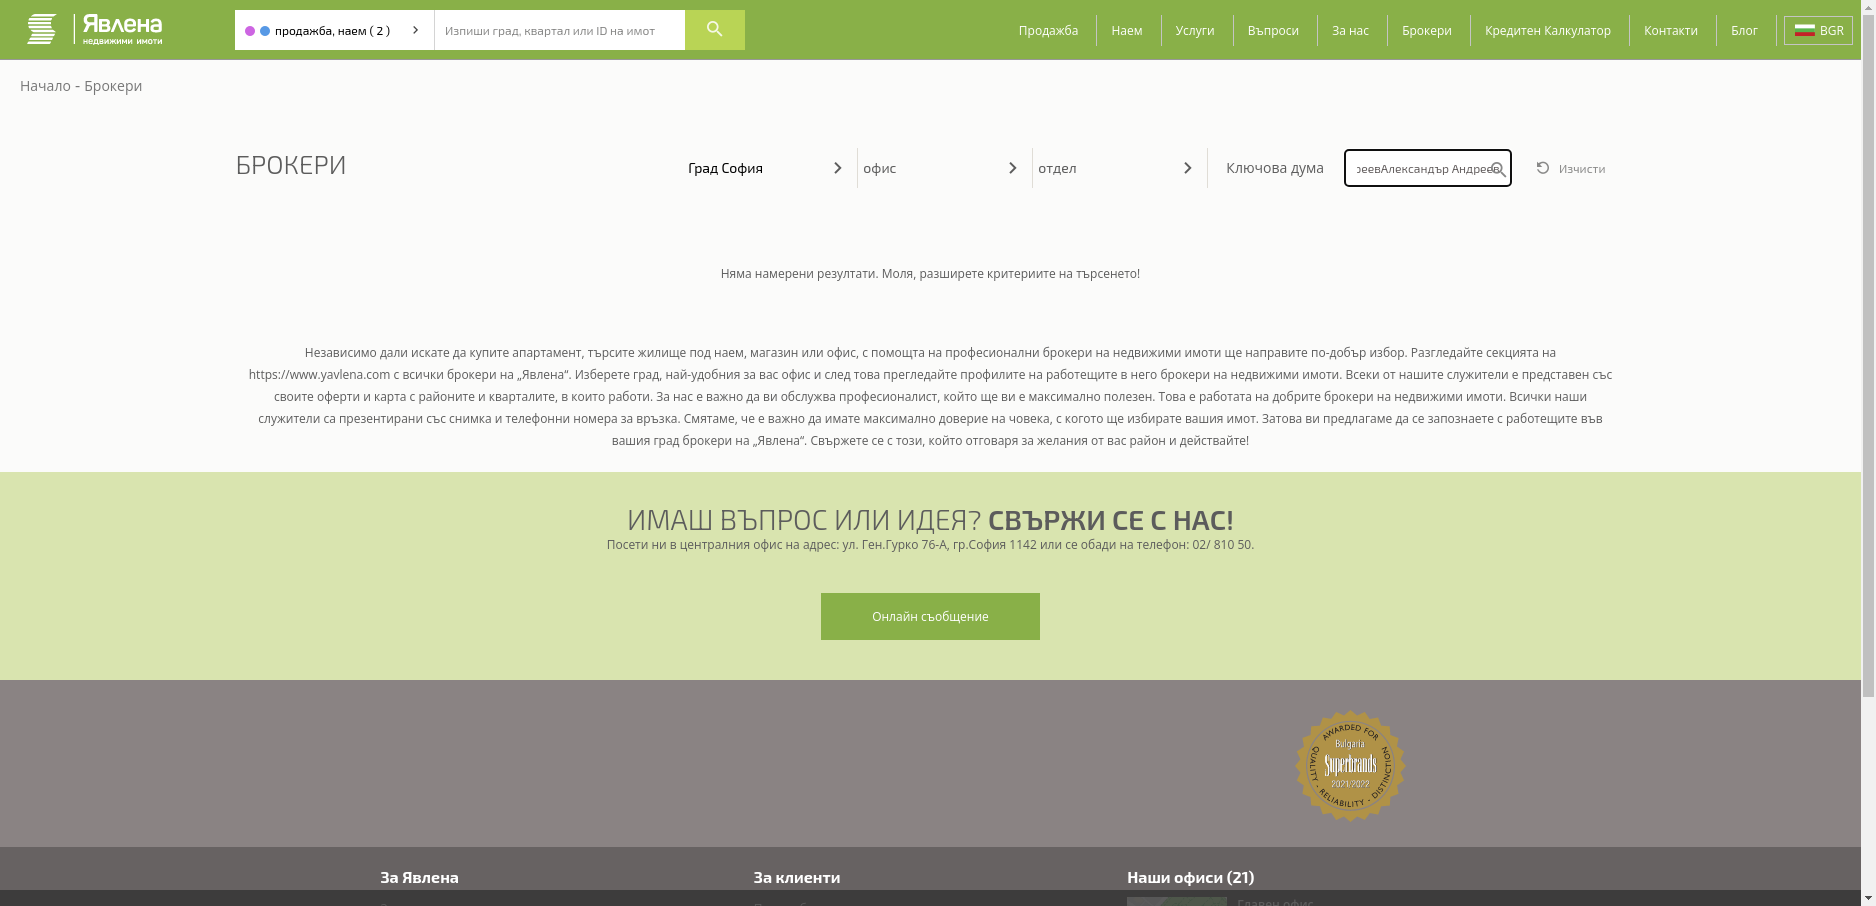 Явлена
недвижими имоти
продажба, наем ( 2 )
Изпиши град, квартал или ID на имот
Продажба
Наем
Услуги
Въпроси
За нас
Брокери
Кредитен Калкулатор
Контакти
Блог
BGR
Начало - Брокери
БРОКЕРИ
Град София
офис
отдел
Ключова дума
Александър Андреев
Изчисти
Няма намерени резултати. Моля, разширете критериите на търсенето!
Независимо дали искате да купите апартамент, търсите жилище под наем, магазин или офис, с помощта на професионални брокери на недвижими имоти ще направите по-добър избор. Разгледайте секцията на
https://www.yavlena.com с всички брокери на „Явлена“. Изберете град, най-удобния за вас офис и след това прегледайте профилите на работещите в него брокери на недвижими имоти. Всеки от нашите служители е представен със
своите оферти и карта с районите и кварталите, в които работи. За нас е важно да ви обслужва професионалист, който ще ви е максимално полезен. Това е работата на добрите брокери на недвижими имоти. Всички наши
служители са презентирани със снимка и телефонни номера за връзка. Смятаме, че е важно да имате максимално доверие на човека, с когото ще избирате вашия имот. Затова ви предлагаме да се запознаете с работещите във
вашия град брокери на „Явлена“. Свържете се с този, който отговаря за желания от вас район и действайте!
ИМАШ ВЪПРОС ИЛИ ИДЕЯ? СВЪРЖИ СЕ С НАС!
Посети ни в централния офис на адрес: ул. Ген.Гурко 76-А, гр.София 1142 или се обади на телефон: 02/ 810 50.
Онлайн съобщение
AWARDED FOR
Bulgaria
Superbrands
2021/2022
QUALITY - RELIABILITY - DISTINCTION
За Явлена
За клиенти
Наши офиси (21)
Главен офис